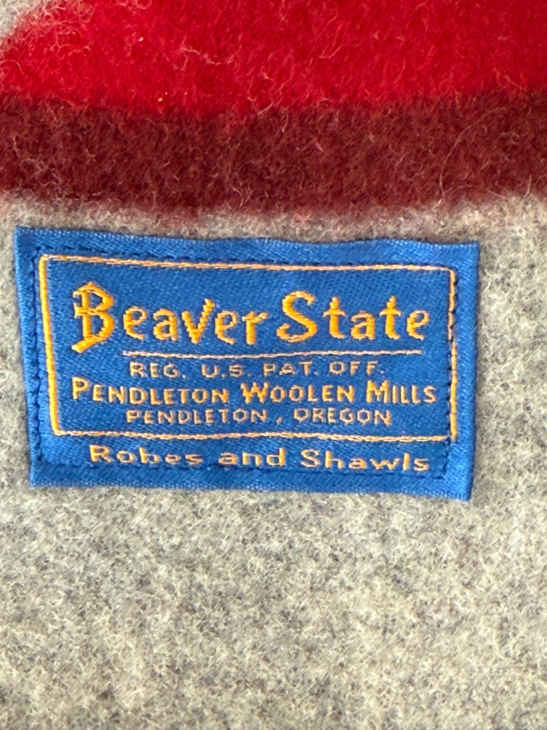 Beaver State
REG. U.S. PAT. OFF.
PENDLETON WOOLEN MILLS
PENDLETON, OREGON
Robes and Shawls